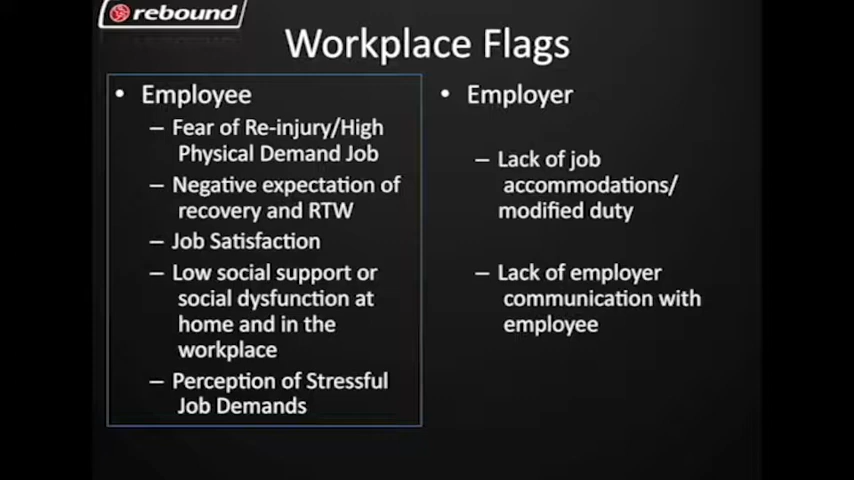 rebound
Workplace Flags
• Employee
– Fear of Re-injury/High
Physical Demand Job
– Negative expectation of
recovery and RTW
– Job Satisfaction
– Low social support or
social dysfunction at
home and in the
workplace
– Perception of Stressful
Job Demands
• Employer
– Lack of job
accommodations/
modified duty
– Lack of employer
communication with
employee